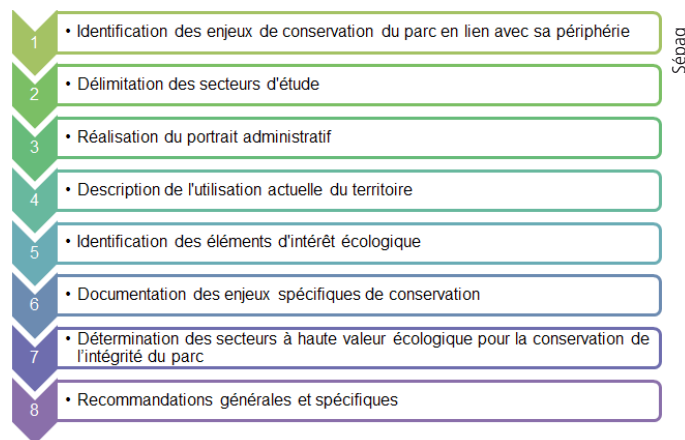 1
• Identification des enjeux de conservation du parc en lien avec sa périphérie
2
• Délimitation des secteurs d'étude
3
• Réalisation du portrait administratif
4
• Description de l'utilisation actuelle du territoire
5
• Identification des éléments d'intérêt écologique
6
• Documentation des enjeux spécifiques de conservation
7
• Détermination des secteurs à haute valeur écologique pour la conservation de
l'intégrité du parc
8
• Recommandations générales et spécifiques
Sépaq